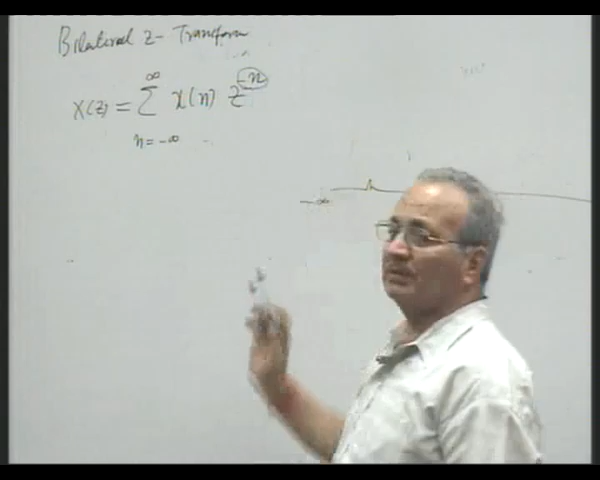 Bilateral Z- Transform
X(Z) = ∑ x(n) Z^{-n}
∞
n = -∞
-∞